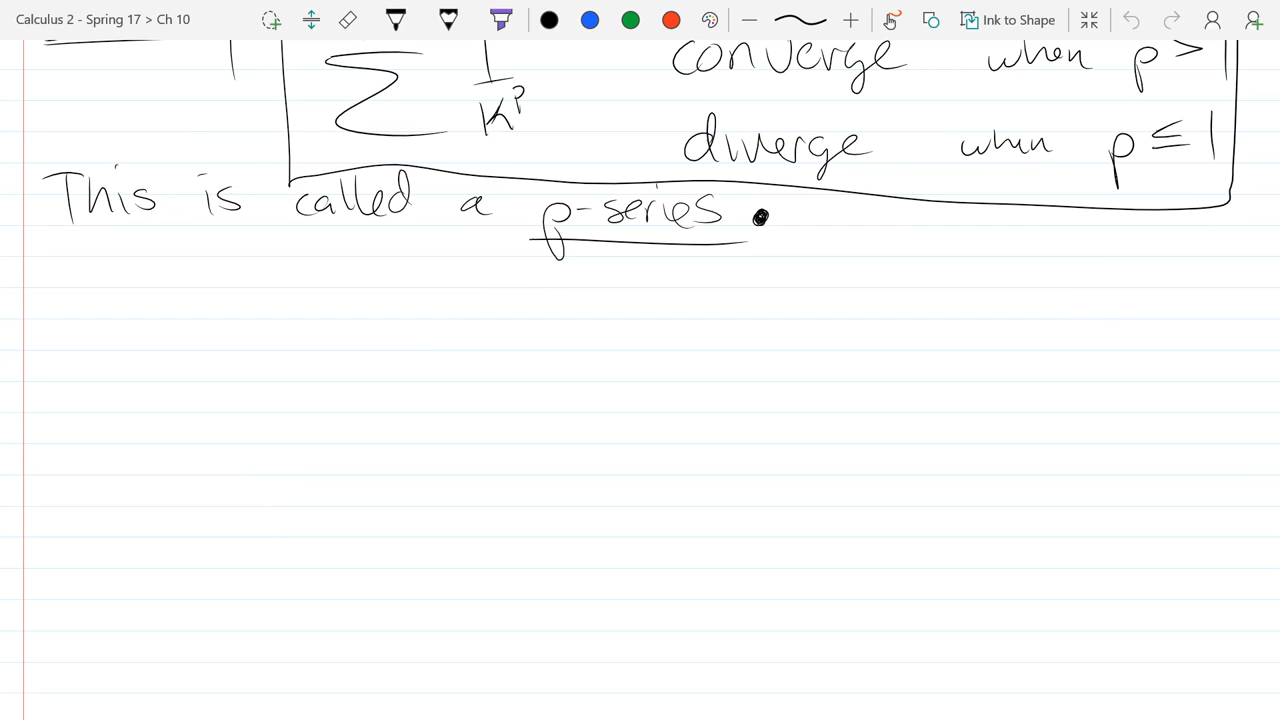 Calculus 2 - Spring 17 > Ch 10
Ink to Shape
∑ 1/K^p converge when p > 1
diverge when p ≤ 1
This is called a p-series.